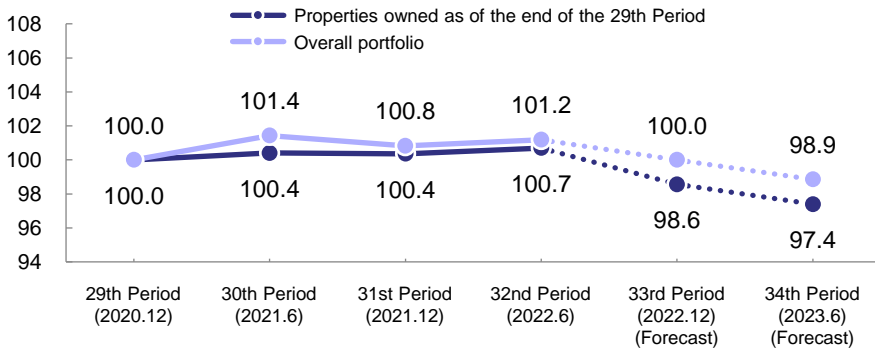 Properties owned as of the end of the 29th Period
Overall portfolio
108
106
104
102
100
98
96
94
100.0
101.4
100.8
101.2
100.0
98.9
100.0
100.4
100.4
100.7
98.6
97.4
29th Period
(2020.12)
30th Period
(2021.6)
31st Period
(2021.12)
32nd Period
(2022.6)
33rd Period
(2022.12)
(Forecast)
34th Period
(2023.6)
(Forecast)